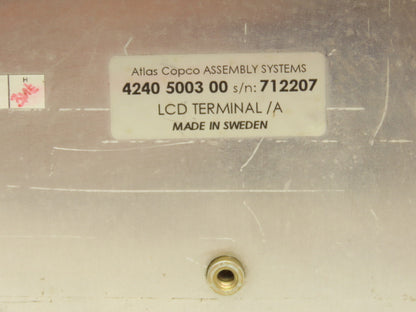 Atlas Copco ASSEMBLY SYSTEMS
4240 5003 00 s/n: 712207
LCD TERMINAL /A
MADE IN SWEDEN
H